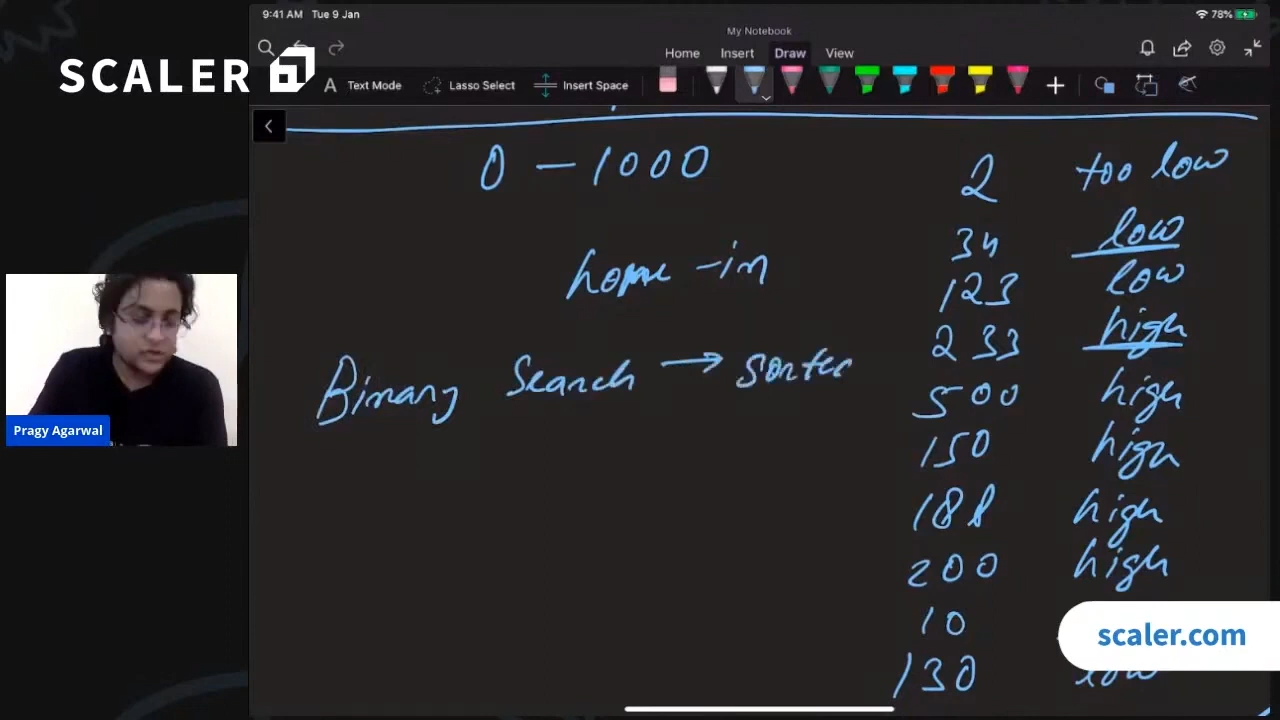 9:41 AM Tue 9 Jan
78%
My Notebook
Home Insert Draw View
SCALER
Text Mode Lasso Select Insert Space
0 - 1000
2 too low
34 low
home-in
123 low
233 high
Binary Search → sorted
500 high
150 high
Pragy Agarwal
188 high
200 high
10
scaler.com
130 low